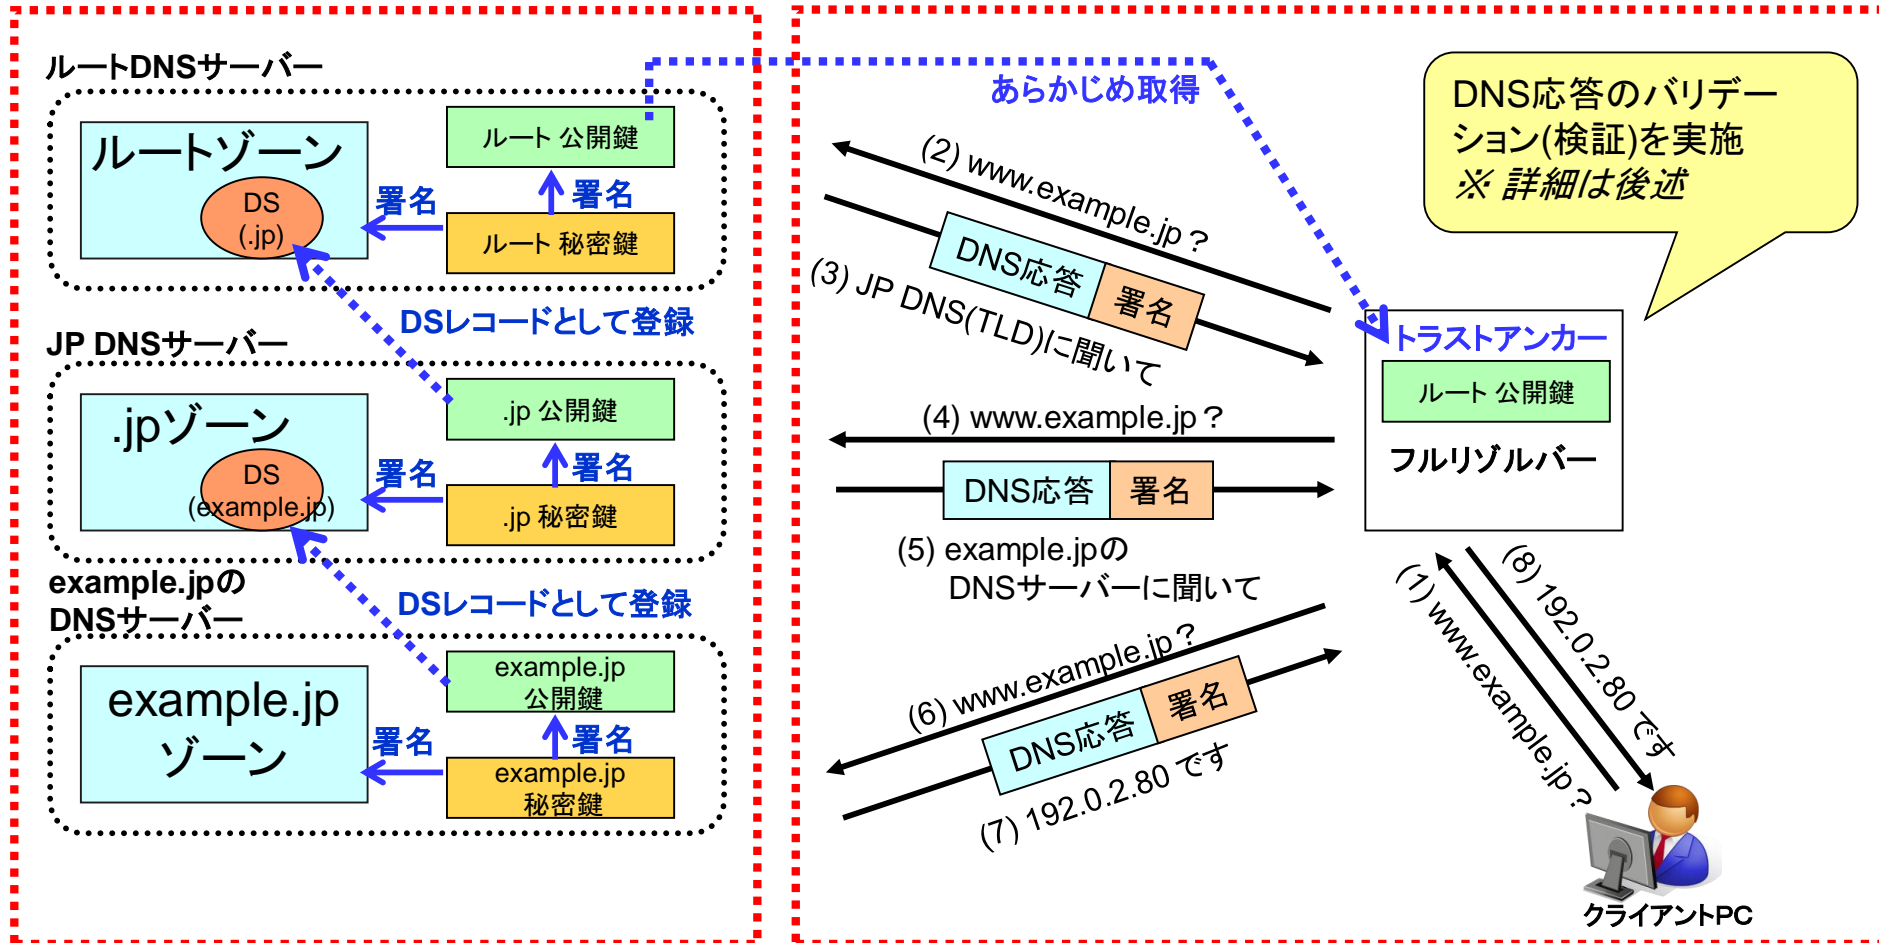 ルートDNSサーバー
ルートゾーン
DS
(.jp)
署名
ルート 公開鍵
署名
ルート 秘密鍵
DSレコードとして登録
JP DNSサーバー
.jpゾーン
DS
(example.jp)
署名
.jp 公開鍵
署名
.jp 秘密鍵
DSレコードとして登録
example.jpの
DNSサーバー
example.jp
ゾーン
署名
example.jp
公開鍵
署名
example.jp
秘密鍵
あらかじめ取得
(2) www.example.jp？
DNS応答
署名
(3) JP DNS(TLD)に聞いて
(4) www.example.jp？
DNS応答
署名
(5) example.jpの
DNSサーバーに聞いて
(6) www.example.jp？
DNS応答
署名
(7) 192.0.2.80 です
DNS応答のバリデー
ション(検証)を実施
※ 詳細は後述
トラストアンカー
ルート 公開鍵
フルリゾルバー
(1) www.example.jp？
(8) 192.0.2.80 です
クライアントPC